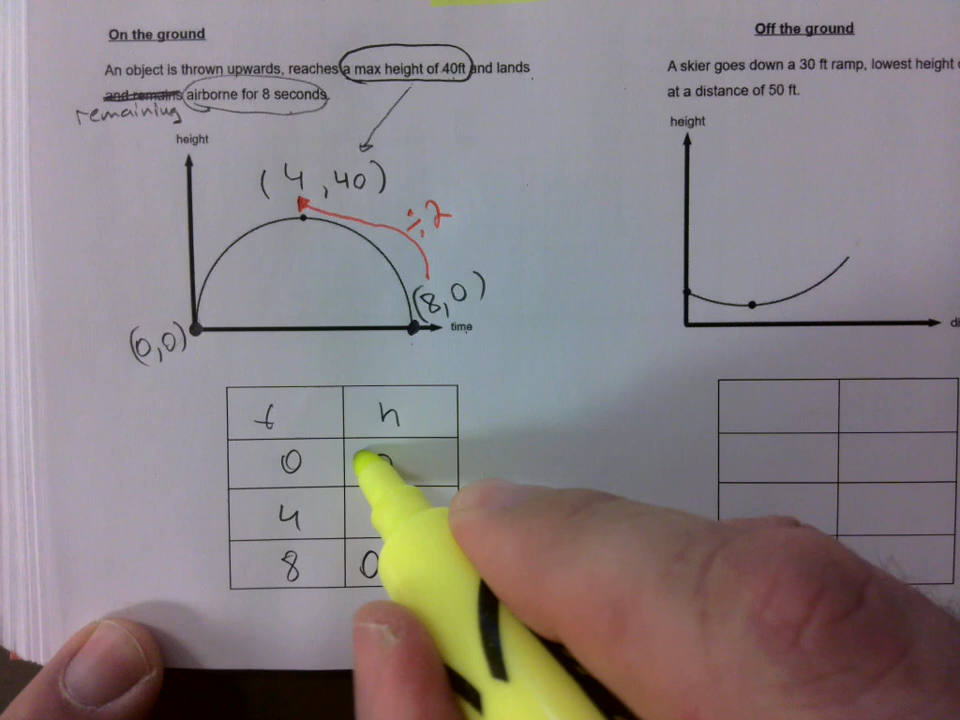 On the ground
An object is thrown upwards, reaches a max height of 40ft and lands
and remains airborne for 8 seconds.
remaining
height
(4,40)
÷2
(8,0)
(0,0)
time
t h
0
4
8 0
Off the ground
A skier goes down a 30 ft ramp, lowest height
at a distance of 50 ft.
height